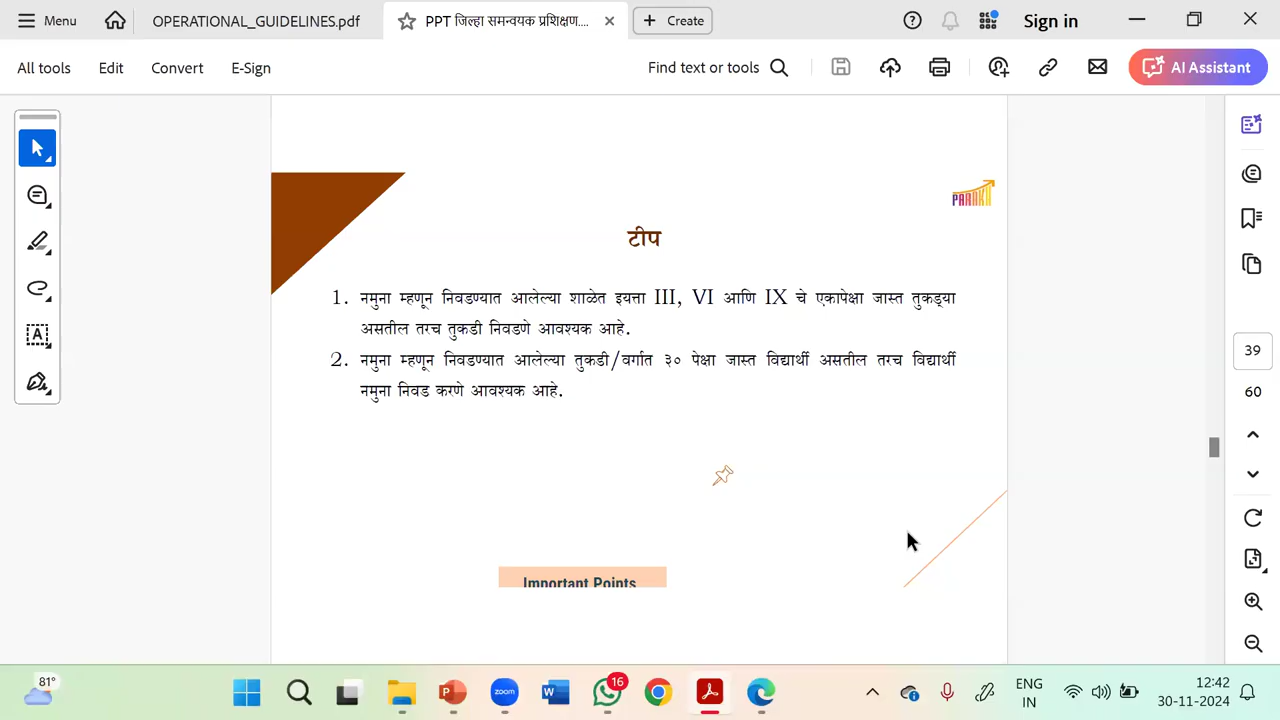 Menu
OPERATIONAL_GUIDELINES.pdf
PPT जिल्हा समन्वयक प्रशिक्षण....
Create
Sign in
All tools
Edit
Convert
E-Sign
Find text or tools
AI Assistant
PARAKH
टीप
1. नमुना म्हणून निवडण्यात आलेल्या शाळेत इयत्ता III, VI आणि IX चे एकापेक्षा जास्त तुकड्या
असतील तरच तुकडी निवडणे आवश्यक आहे.
2. नमुना म्हणून निवडण्यात आलेल्या तुकडी/वर्गात ३० पेक्षा जास्त विद्यार्थी असतील तरच विद्यार्थी
नमुना निवड करणे आवश्यक आहे.
Important Points
39
60
81°
zoom
16
ENG
IN
12:42
30-11-2024